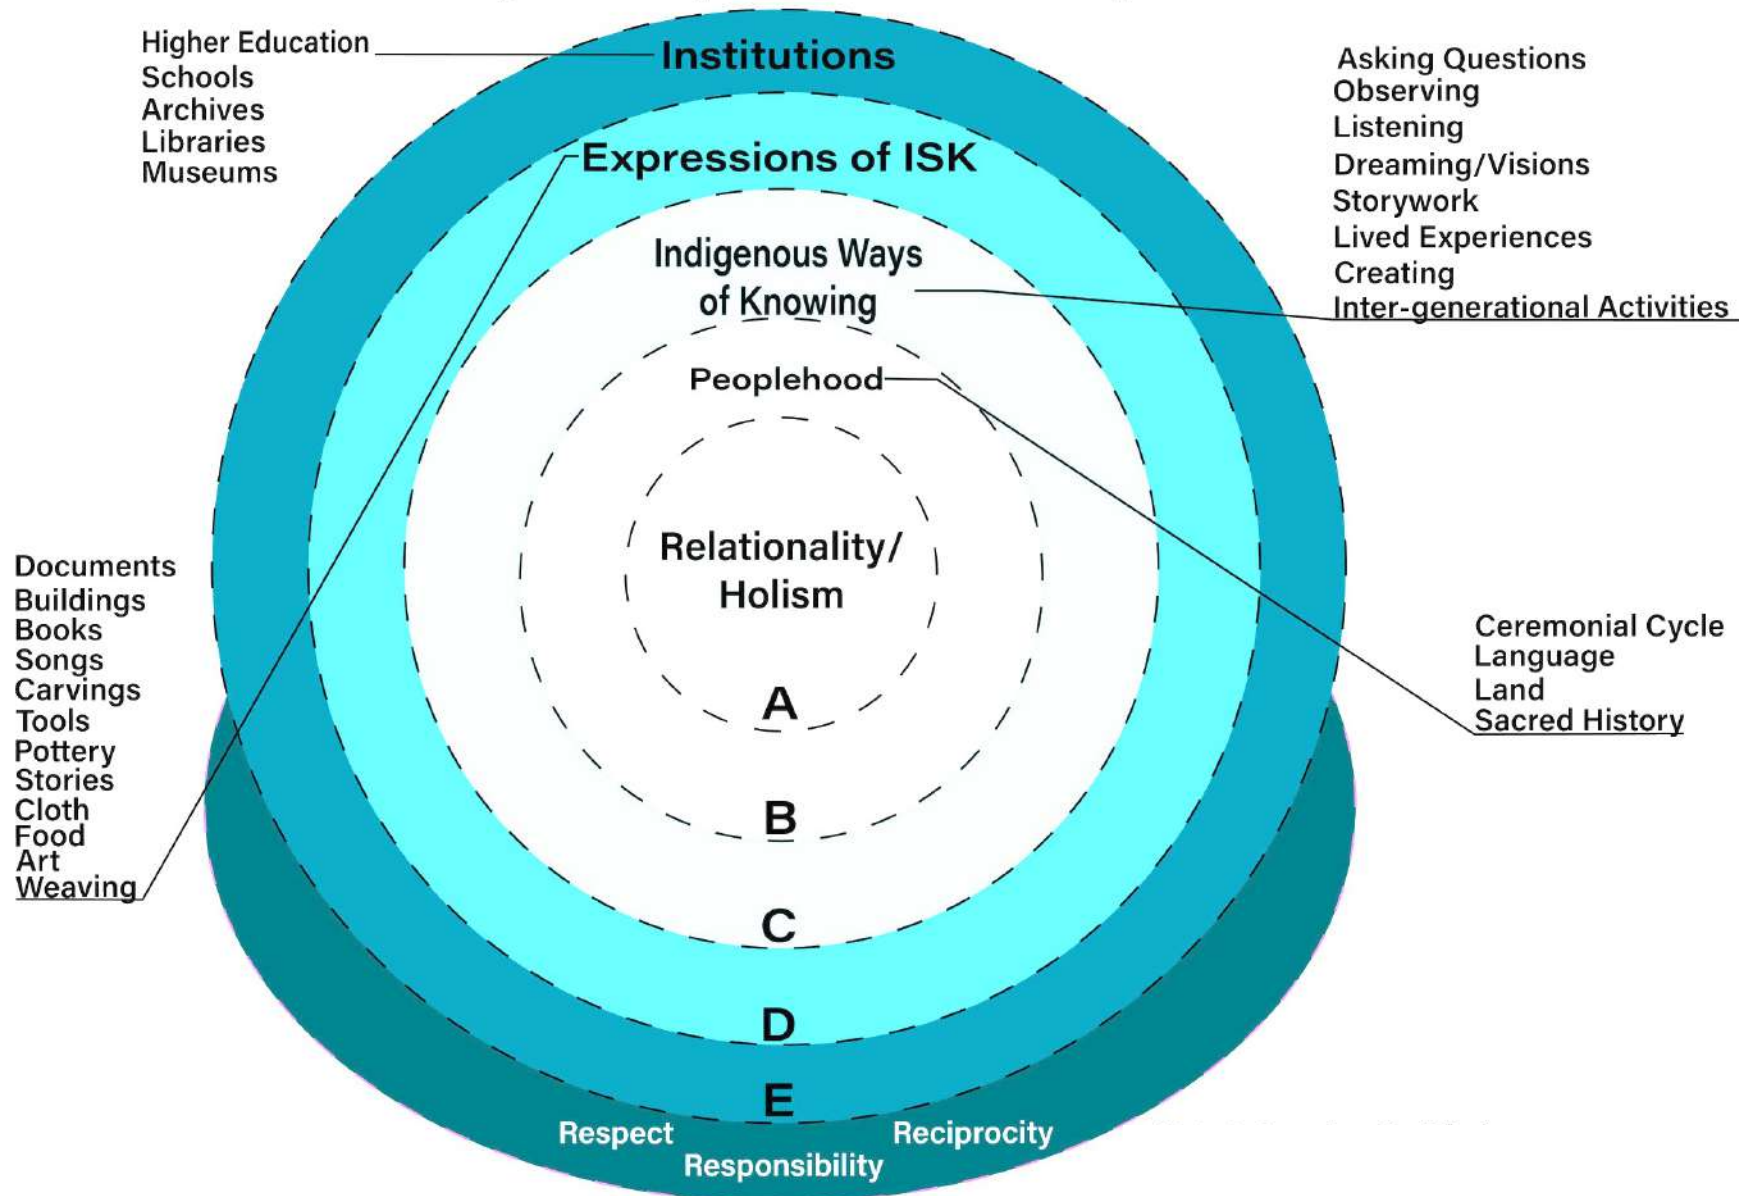 Higher Education
Schools
Archives
Libraries
Museums
Institutions
Expressions of ISK
Indigenous Ways
of Knowing
Peoplehood
Relationality/
Holism
A
B
C
D
E
Respect
Responsibility
Reciprocity
Asking Questions
Observing
Listening
Dreaming/Visions
Storywork
Lived Experiences
Creating
Inter-generational Activities
Documents
Buildings
Books
Songs
Carvings
Tools
Pottery
Stories
Cloth
Food
Art
Weaving
Ceremonial Cycle
Language
Land
Sacred History